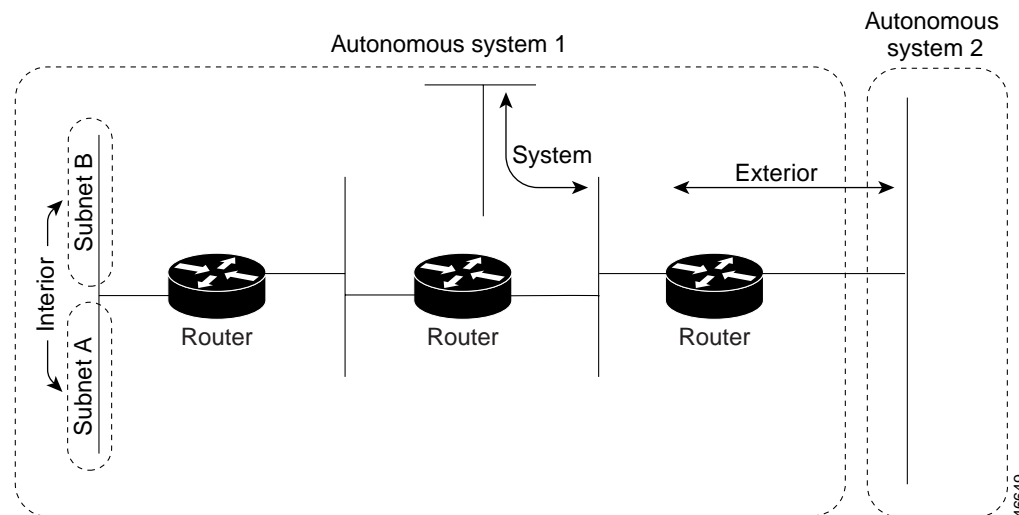 Autonomous system 1
Autonomous
system 2
System
Exterior
Interior
Subnet B
Subnet A
Router
Router
Router